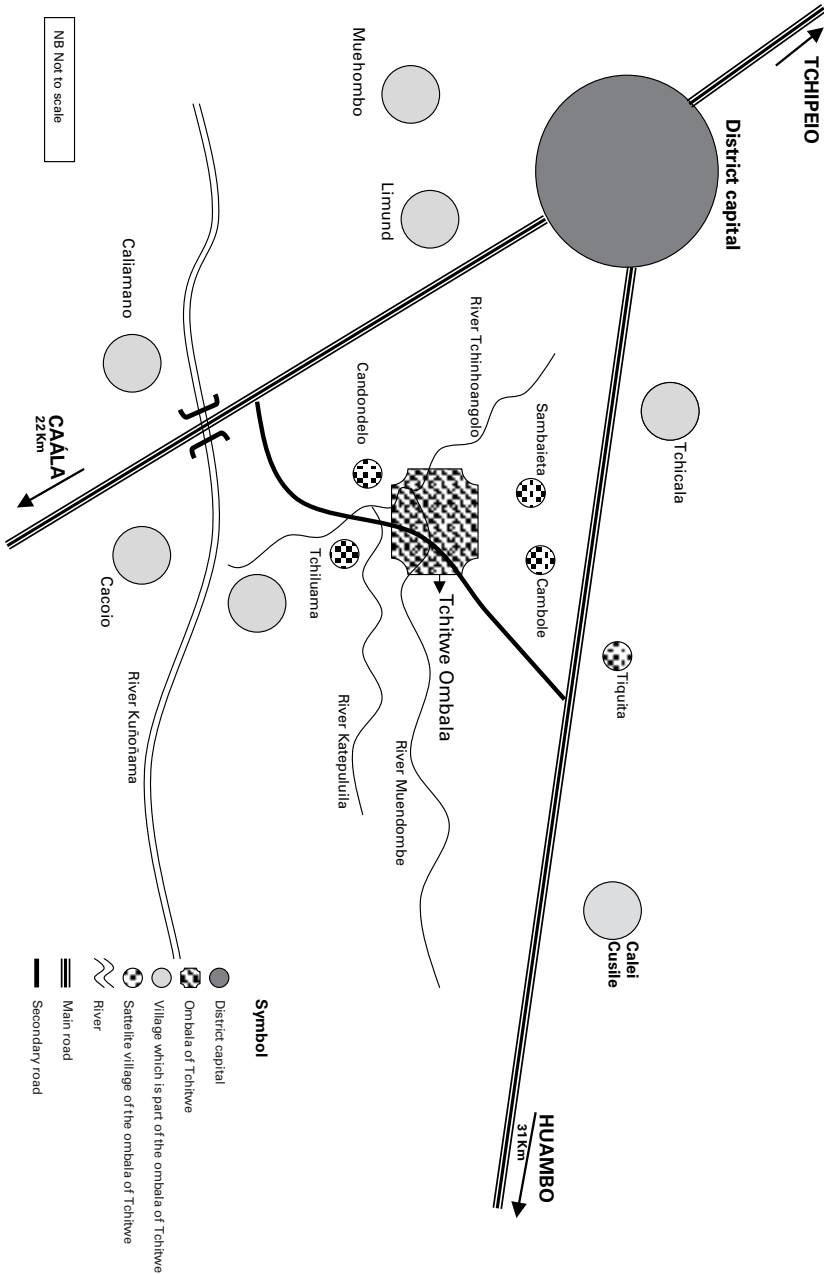 TCHIPEIO
District capital
Tchicala
Tiquita
Calei
Cusile
HUAMBO
31 Km
Sambaieta
Cambole
River Tchinhoangolo
Tchitwe Ombala
River Muendombe
Muehombo
Limund
Candondelo
Tchiluama
River Katepuluila
Caliamano
CAÁLA
22 Km
Cacoio
River Kuñoñama
NB Not to scale
Symbol
District capital
Ombala of Tchitwe
Village which is part of the ombala of Tchitwe
Sattelite village of the ombala of Tchitwe
River
Main road
Secondary road